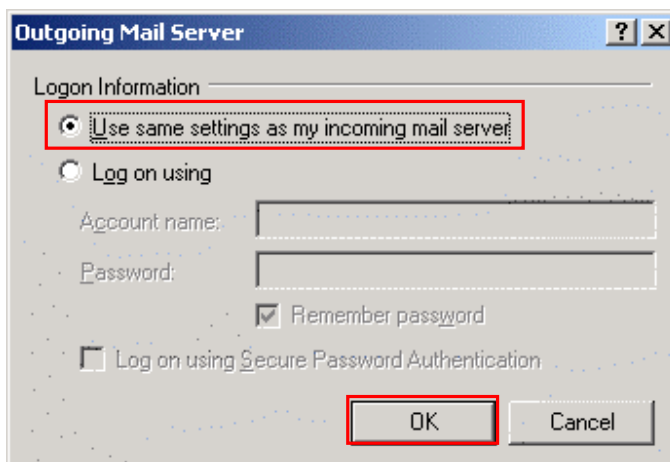 Outgoing Mail Server
Logon Information
Use same settings as my incoming mail server
Log on using
Account name:
Password:
Remember password
Log on using Secure Password Authentication
OK Cancel